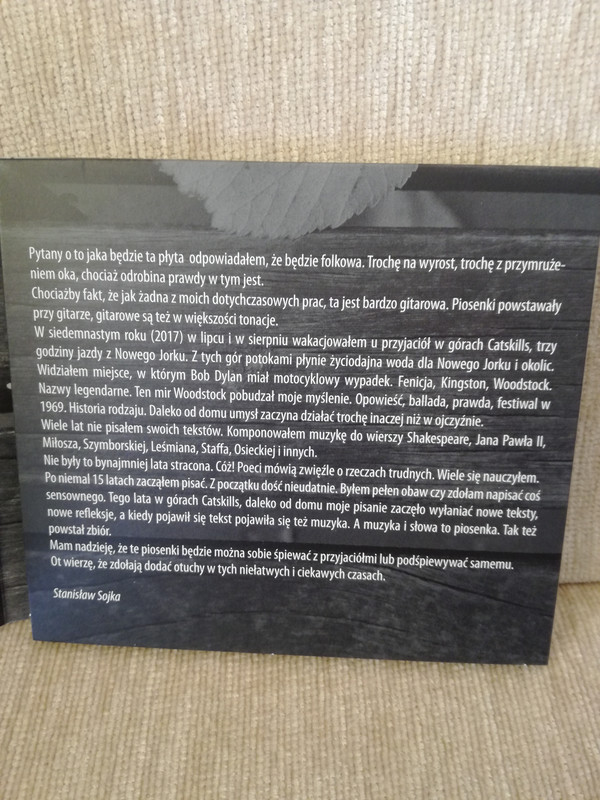 Pytany o to jaka będzie ta płyta odpowiadałem, że będzie folkowa. Trochę na wyrost, trochę z przymruże-
niem oka, chociaż odrobina prawdy w tym jest.
Chociażby fakt, że jak żadna z moich dotychczasowych prac, ta jest bardzo gitarowa. Piosenki powstawały
przy gitarze, gitarowe są też w większości tonacje.
W siedemnastym roku (2017) w lipcu i w sierpniu wakacjowałem u przyjaciół w górach Catskills, trzy
godziny jazdy z Nowego Jorku. Z tych gór potokami płynie życiodajna woda dla Nowego Jorku i okolic.
Widziałem miejsce, w którym Bob Dylan miał motocyklowy wypadek. Fenicja, Kingston, Woodstock.
Nazwy legendarne. Ten mir Woodstock pobudzał moje myślenie. Opowieść, ballada, prawda, festiwal w
1969. Historia rodzaju. Daleko od domu umysł zaczyna działać trochę inaczej niż w ojczyźnie.
Wiele lat nie pisałem swoich tekstów. Komponowałem muzykę do wierszy Shakespeare, Jana Pawła II,
Miłosza, Szymborskiej, Leśmiana, Staffa, Osieckiej i innych.
Nie były to bynajmniej lata stracona. Cóż! Poeci mówią zwięźle o rzeczach trudnych. Wiele się nauczyłem.
Po niemal 15 latach zacząłem pisać. Z początku dość nieudatnie. Byłem pełen obaw czy zdołam napisać coś
sensownego. Tego lata w górach Catskills, daleko od domu moje pisanie zaczęło wyłaniać nowe teksty,
nowe refleksje, a kiedy pojawił się tekst pojawiła się też muzyka. A muzyka i słowa to piosenka. Tak też
powstał zbiór.
Mam nadzieję, że te piosenki będzie można sobie śpiewać z przyjaciółmi lub podśpiewywać samemu.
Ot wierzę, że zdołają dodać otuchy w tych niełatwych i ciekawych czasach.
Stanisław Sojka